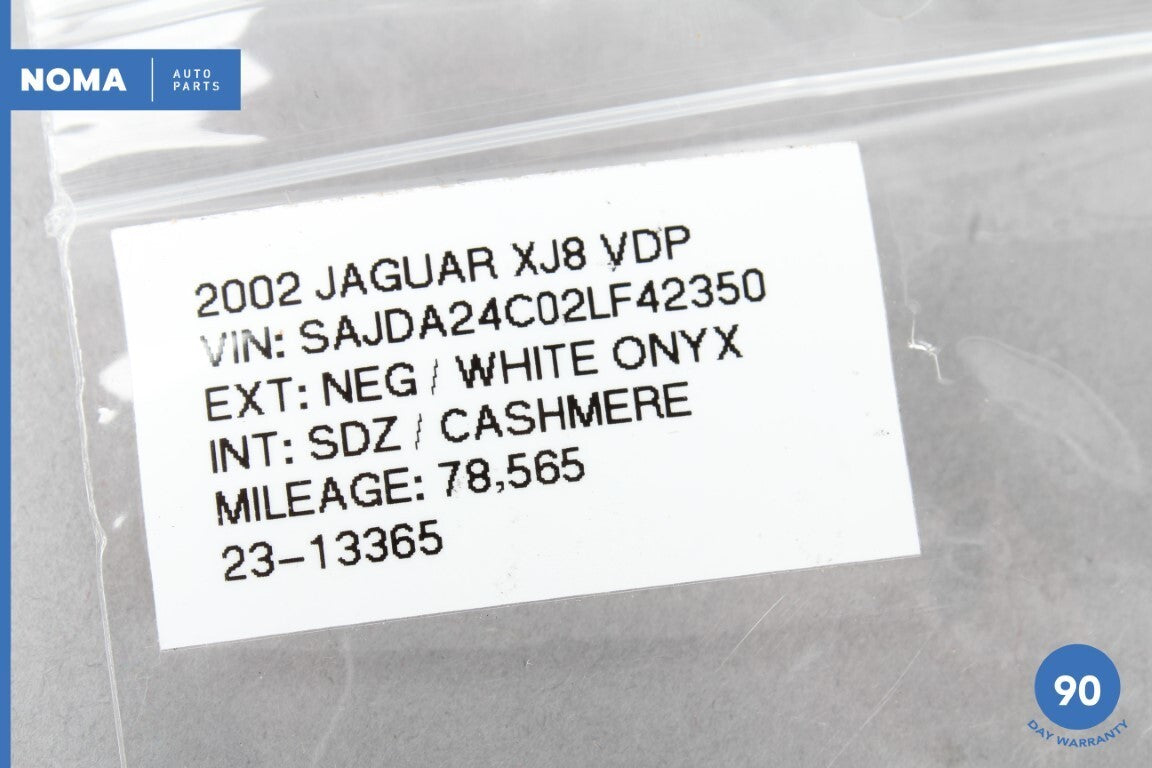 NOMA
AUTO
PARTS
2002 JAGUAR XJ8 VDP
VIN: SAJDA24C02LF42350
EXT: NEG / WHITE ONYX
INT: SDZ / CASHMERE
MILEAGE: 78,565
23-13365
90
DAY WARRANTY